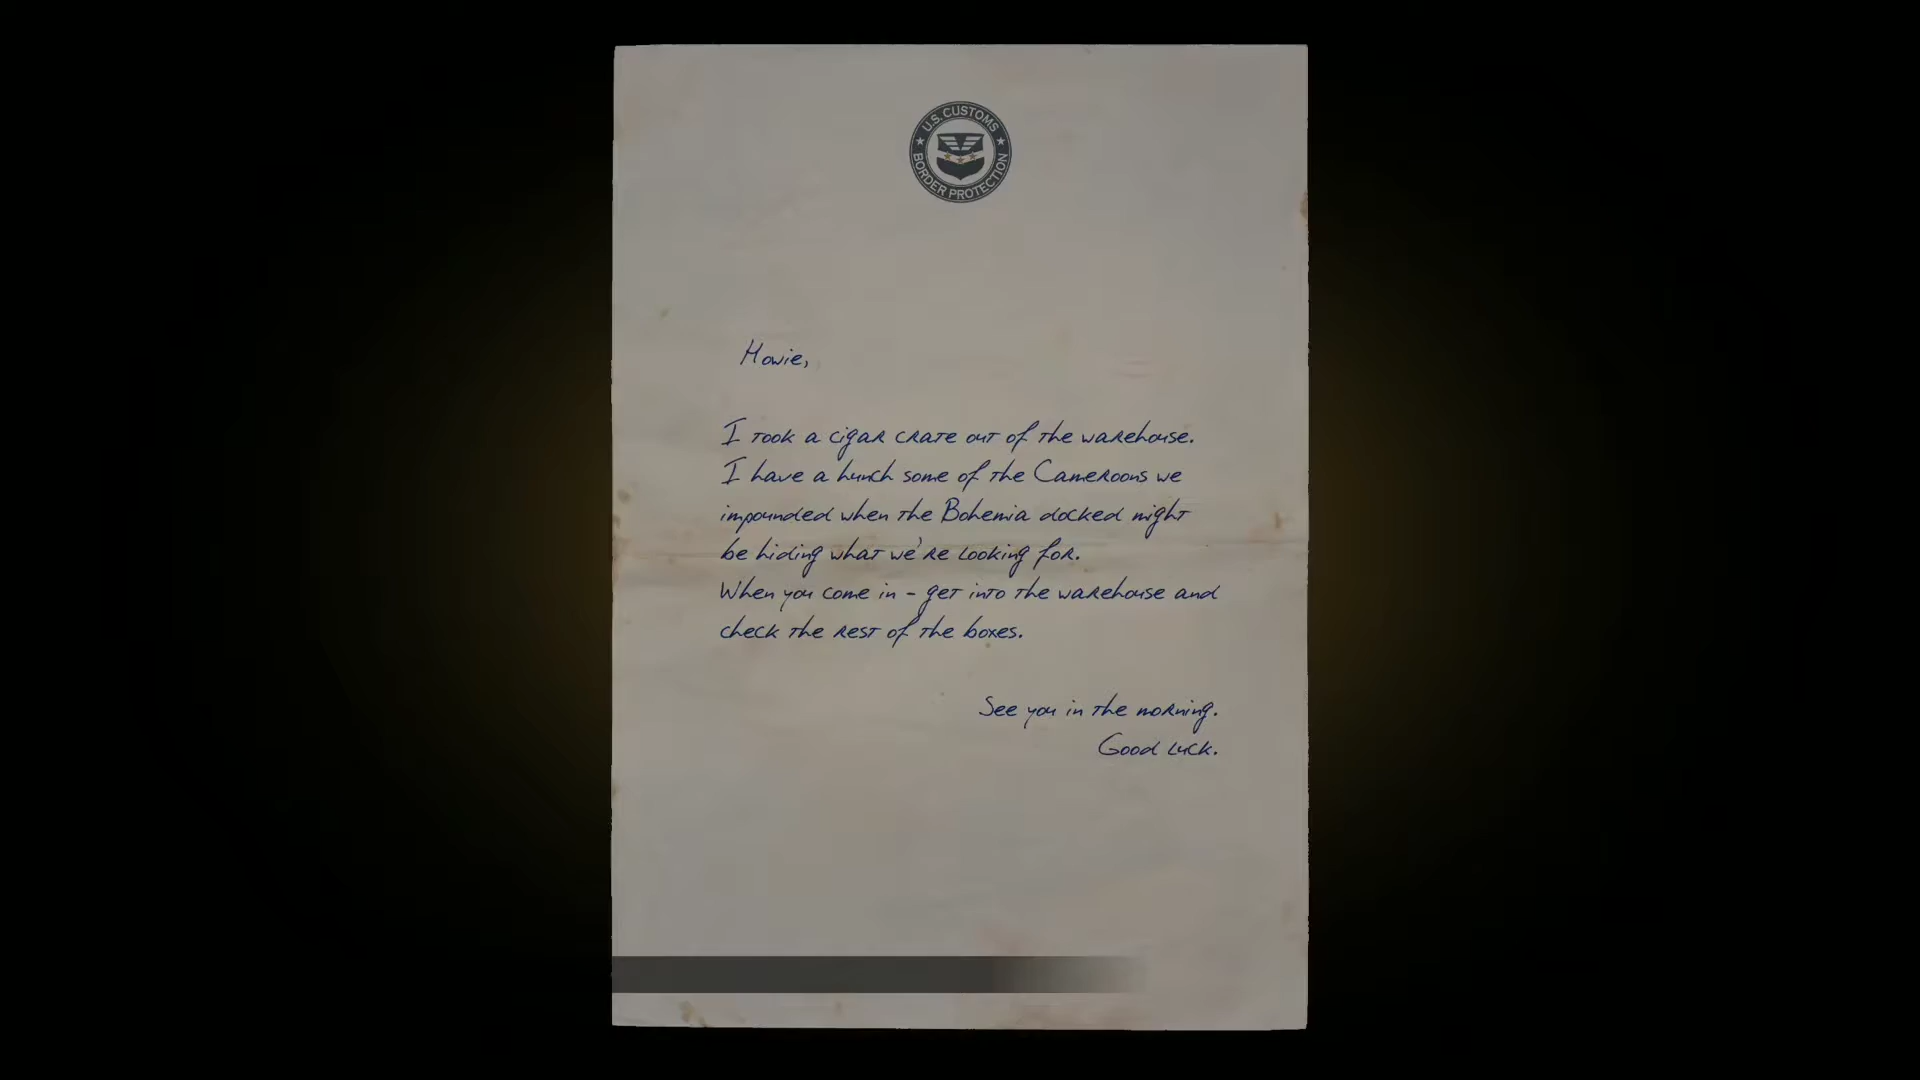 U.S. CUSTOMS
BORDER PROTECTION
Howie,
I took a cigar crate out of the warehouse.
I have a hunch some of the Cameroons we
impounded when the Bohemia docked might
be hiding what we're looking for.
When you come in - get into the warehouse and
check the rest of the boxes.
See you in the morning.
Good luck.